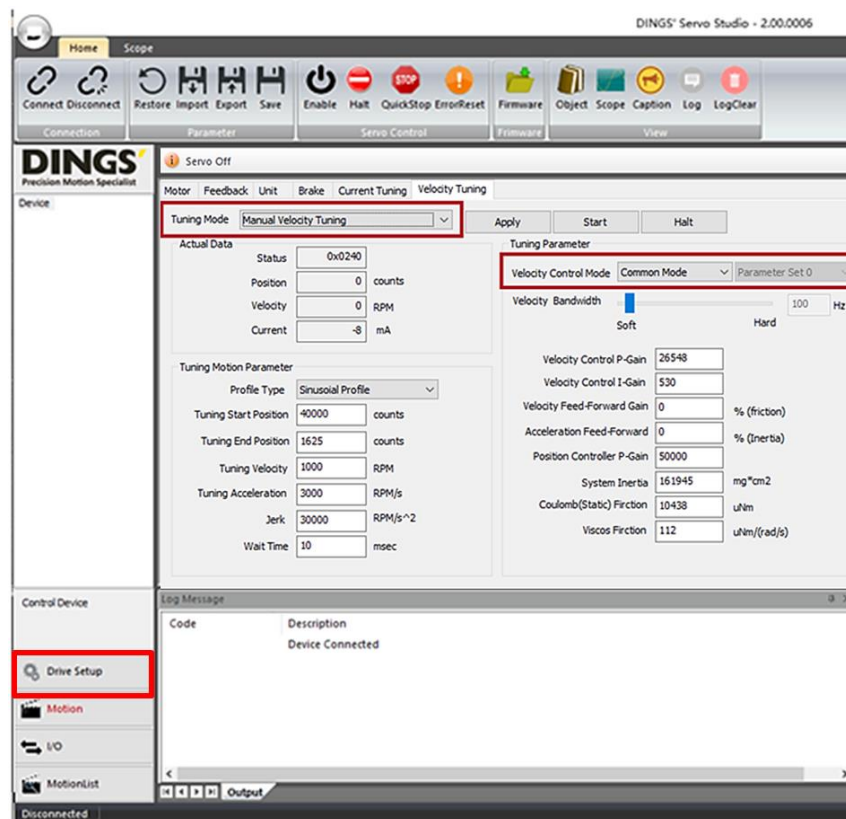 DINGS' Servo Studio - 2.00.0006
Home Scope
Connect Disconnect Restore Import Export Save Enable Halt QuickStop ErrorReset Firmware Object Scope Caption Log LogClear
Connection Parameter Servo Control Frimware View
DINGS'
Precision Motion Specialist
Device
Servo Off
Motor Feedback Unit Brake Current Tuning Velocity Tuning
Tuning Mode Manual Velocity Tuning Apply Start Halt
Actual Data
Status 0x0240
Position 0 counts
Velocity 0 RPM
Current -8 mA
Tuning Parameter
Velocity Control Mode Common Mode Parameter Set 0
Velocity Bandwidth 100 Hz
Soft Hard
Tuning Motion Parameter
Profile Type Sinusoial Profile
Tuning Start Position 40000 counts
Tuning End Position 1625 counts
Tuning Velocity 1000 RPM
Tuning Acceleration 3000 RPM/s
Jerk 30000 RPM/s^2
Wait Time 10 msec
Velocity Control P-Gain 26548
Velocity Control I-Gain 530
Velocity Feed-Forward Gain 0 % (friction)
Acceleration Feed-Forward 0 % (Inertia)
Position Controller P-Gain 50000
System Inertia 161945 mg*cm2
Coulomb(Static) Firction 10438 uNm
Viscos Firction 112 uNm/(rad/s)
Control Device
Drive Setup
Motion
I/O
MotionList
Log Message
Code Description
Device Connected
Output
Disconnected